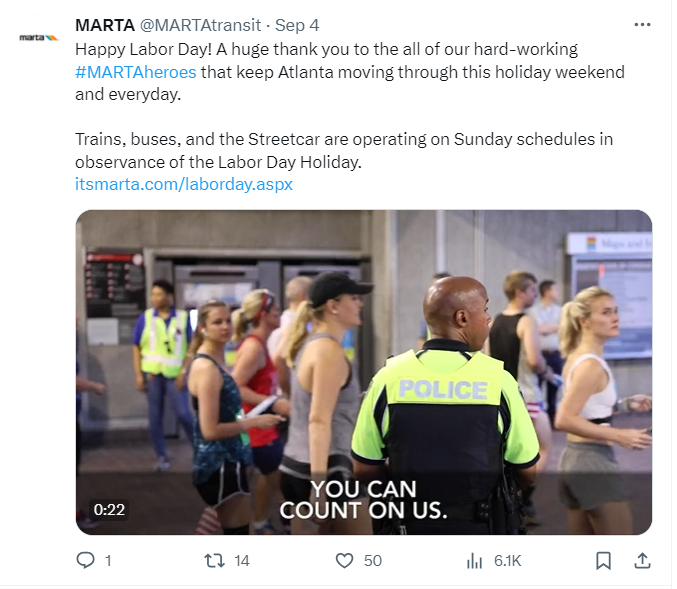 marta
MARTA @MARTAtransit · Sep 4
Happy Labor Day! A huge thank you to the all of our hard-working
#MARTAheroes that keep Atlanta moving through this holiday weekend
and everyday.
Trains, buses, and the Streetcar are operating on Sunday schedules in
observance of the Labor Day Holiday.
itsmarta.com/laborday.aspx
Maps and
POLICE
YOU CAN
COUNT ON US.
0:22
1
14
50
6.1K